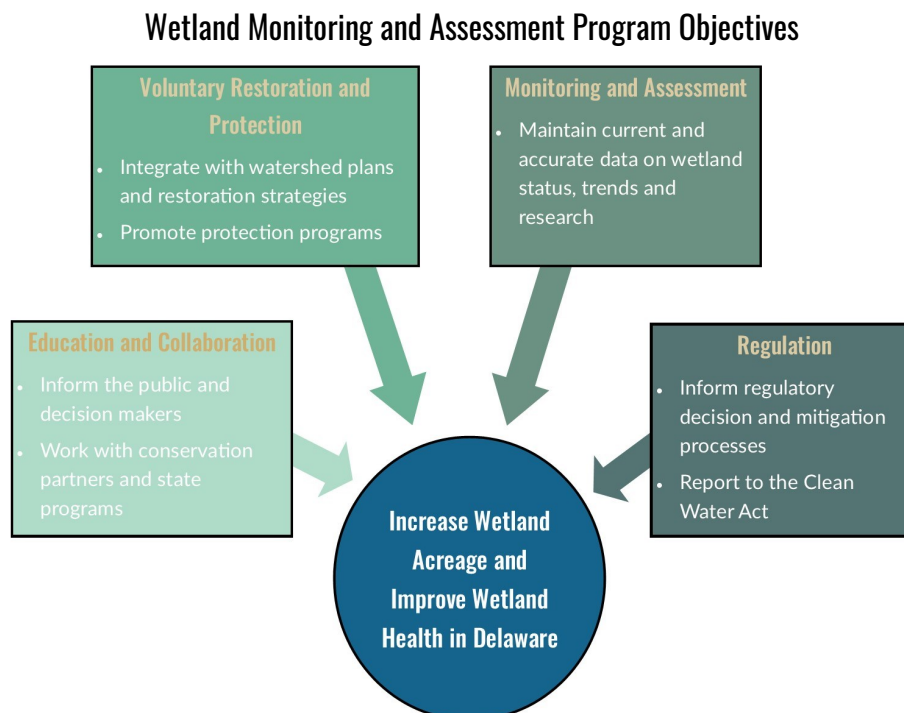 Wetland Monitoring and Assessment Program Objectives
Voluntary Restoration and
Protection
• Integrate with watershed plans
and restoration strategies
• Promote protection programs
Monitoring and Assessment
• Maintain current and
accurate data on wetland
status, trends and
research
Education and Collaboration
• Inform the public and
decision makers
• Work with conservation
partners and state
programs
Regulation
• Inform regulatory
decision and mitigation
processes
• Report to the Clean
Water Act
Increase Wetland
Acreage and
Improve Wetland
Health in Delaware